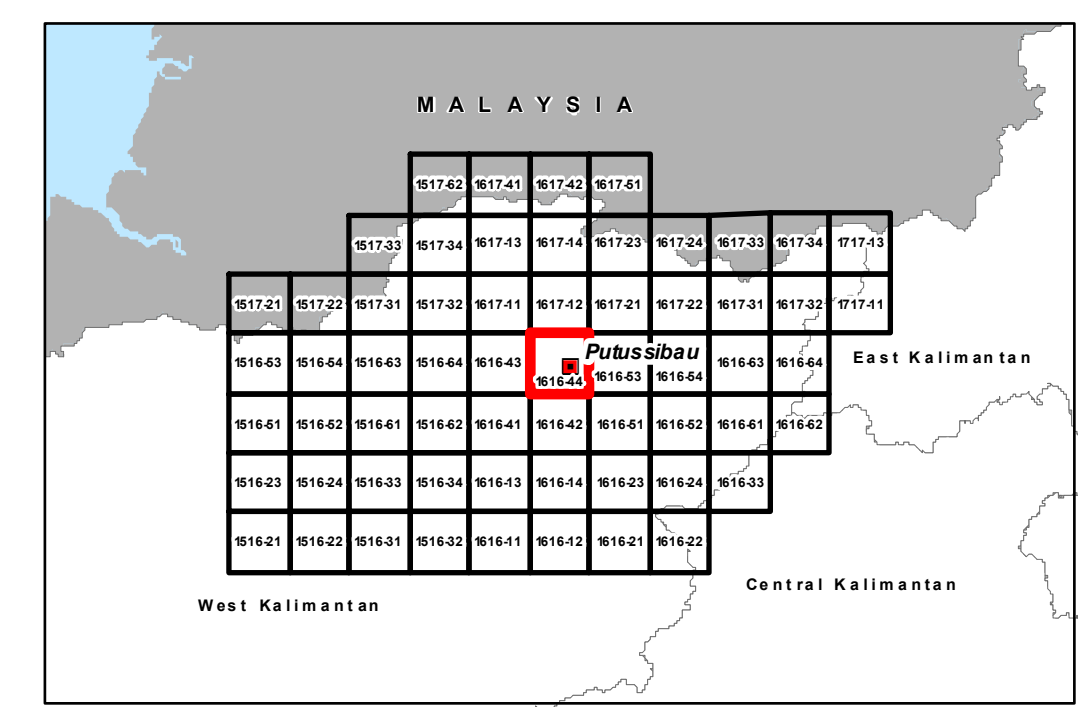 MALAYSIA
1517-62 1617-41 1617-42 1617-51
1517-33 1517-34 1617-13 1617-14 1617-23 1617-24 1617-33 1617-34 1717-13
1517-21 1517-22 1517-31 1517-32 1617-11 1617-12 1617-21 1617-22 1617-31 1617-32 1717-11
Putussibau
1516-53 1516-54 1516-63 1516-64 1616-43 1616-44 1616-53 1616-54 1616-63 1616-64
East Kalimantan
1516-51 1516-52 1516-61 1516-62 1616-41 1616-42 1616-51 1616-52 1616-61 1616-62
1516-23 1516-24 1516-33 1516-34 1616-13 1616-14 1616-23 1616-24 1616-33
1516-21 1516-22 1516-31 1516-32 1616-11 1616-12 1616-21 1616-22
Central Kalimantan
West Kalimantan